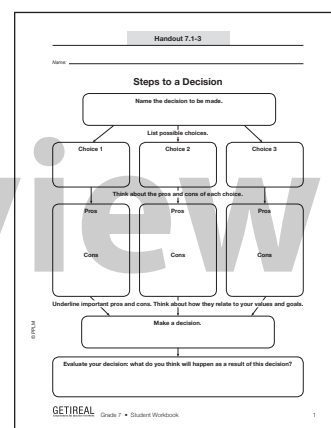 Handout 7.1-3
Name:
Steps to a Decision
Name the decision to be made.
List possible choices.
Choice 1 Choice 2 Choice 3
Think about the pros and cons of each choice.
Pros Pros Pros
Cons Cons Cons
Underline important pros and cons. Think about how they relate to your values and goals.
Make a decision.
Evaluate your decision: what do you think will happen as a result of this decision?
© PPLM
GET REAL Grade 7 • Student Workbook 1
view